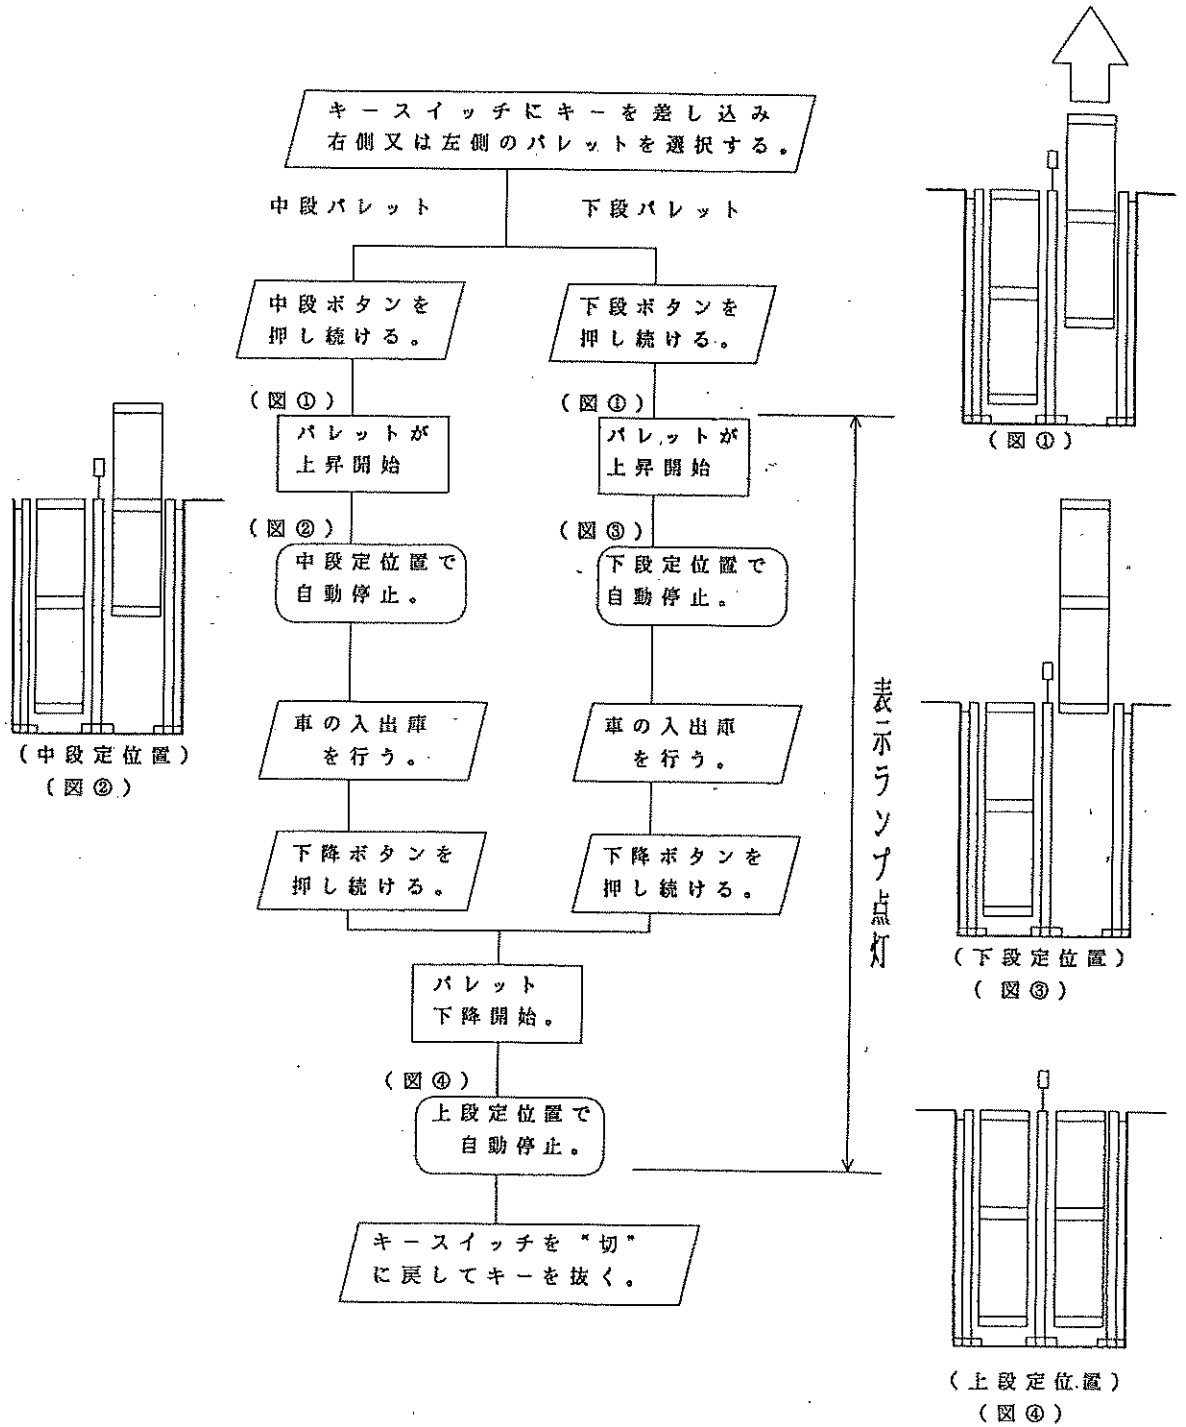 キースイッチにキーを差し込み
右側又は左側のパレットを選択する。
中段パレット
下段パレット
中段ボタンを
押し続ける。
下段ボタンを
押し続ける。
(図①)
(図①)
パレットが
上昇開始
パレットが
上昇開始
(図①)
(図②)
(図③)
中段定位置で
自動停止。
下段定位置で
自動停止。
車の入出庫
を行う。
車の入出庫
を行う。
(中段定位置)
(図②)
表示ランプ点灯
下降ボタンを
押し続ける。
下降ボタンを
押し続ける。
(下段定位置)
(図③)
パレット
下降開始。
(図④)
上段定位置で
自動停止。
キースイッチを“切”
に戻してキーを抜く。
(上段定位置)
(図④)